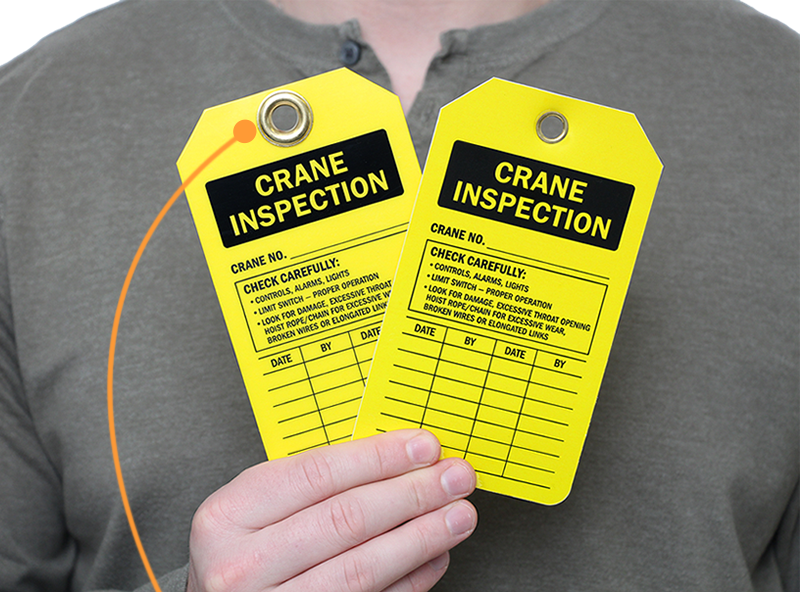 CRANE
INSPECTION
CRANE NO.
CHECK CAREFULLY:
• CONTROLS, ALARMS, LIGHTS
• LIMIT SWITCH — PROPER OPERATION
• LOOK FOR DAMAGE, EXCESSIVE THROAT
HOIST ROPE/CHAIN FOR EXCESSIVE W
BROKEN WIRES OR ELONGATED LINKS
DATE BY DATE
CRANE
INSPECTION
CRANE NO.
CHECK CAREFULLY:
• CONTROLS, ALARMS, LIGHTS
• LIMIT SWITCH — PROPER OPERATION
• LOOK FOR DAMAGE, EXCESSIVE THROAT OPENING
HOIST ROPE/CHAIN FOR EXCESSIVE WEAR,
BROKEN WIRES OR ELONGATED LINKS
DATE BY DATE BY